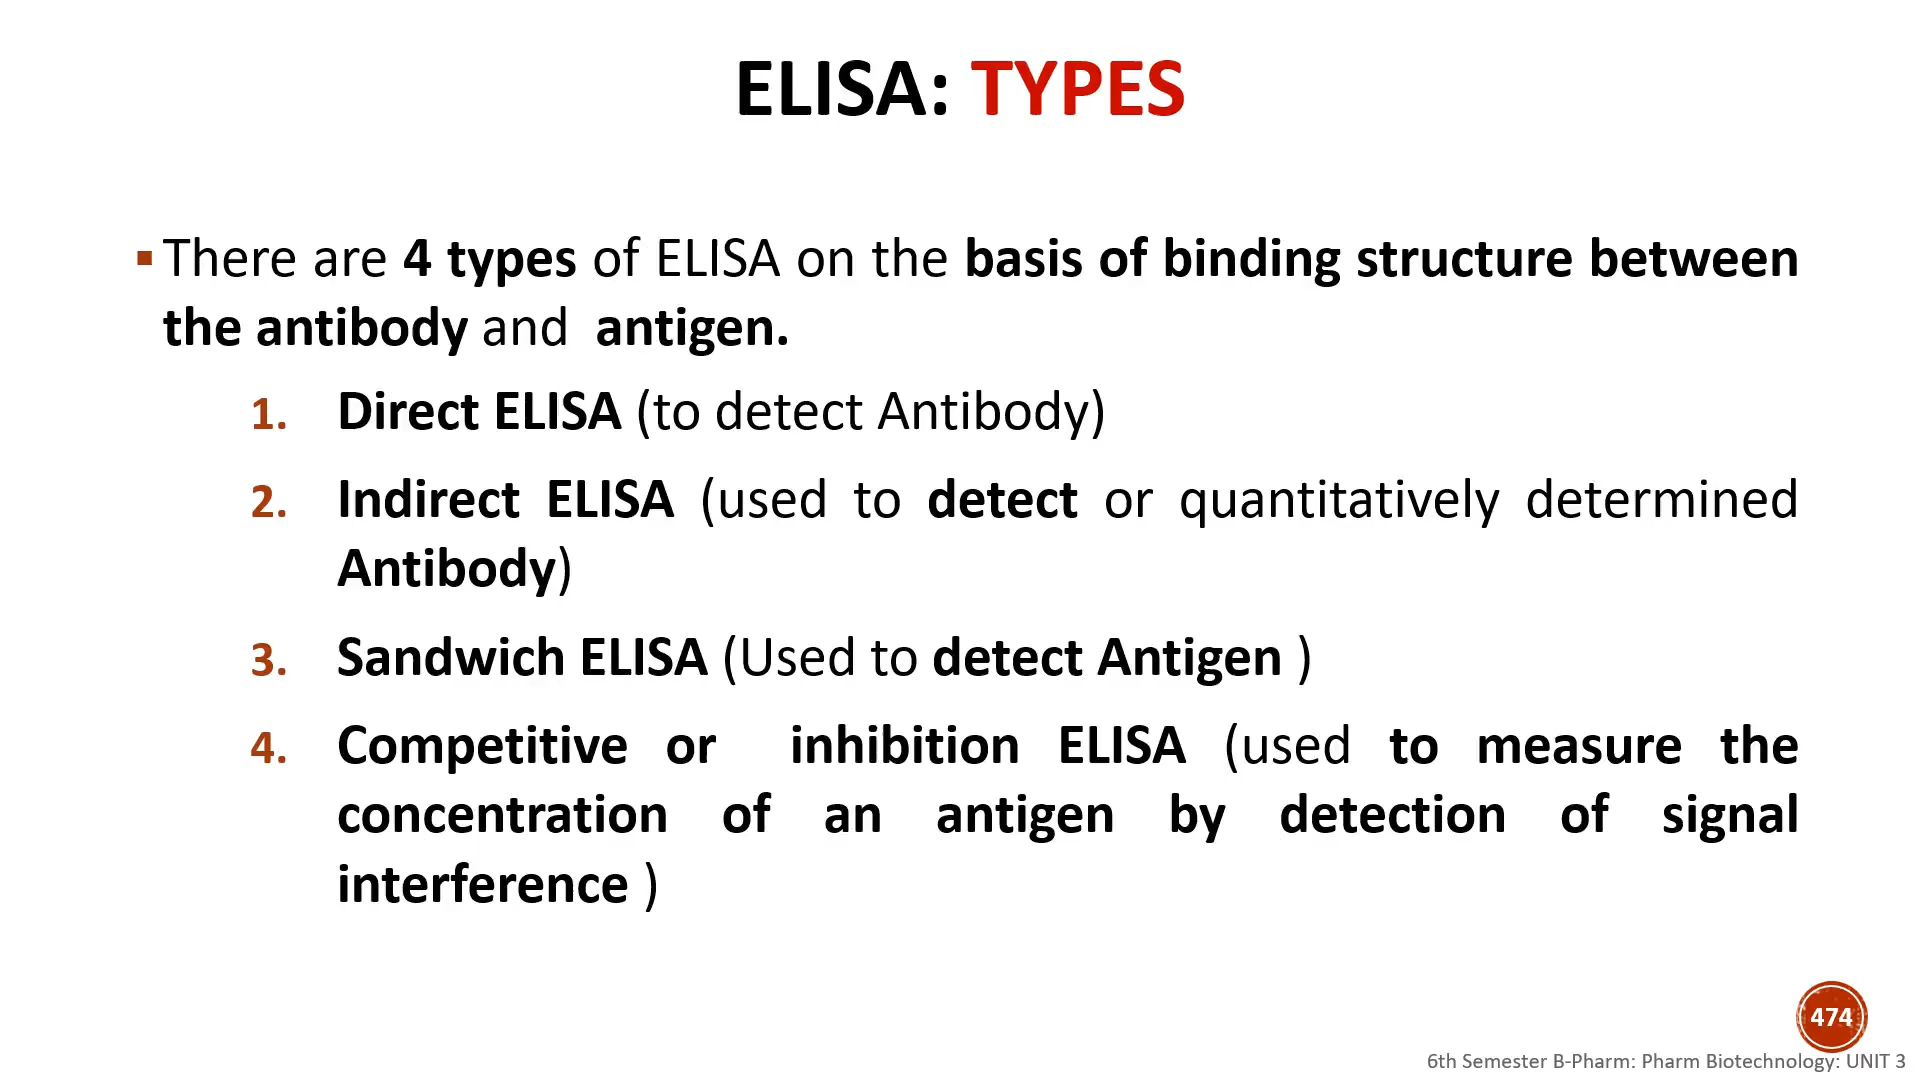 ELISA: TYPES
▪There are 4 types of ELISA on the basis of binding structure between
the antibody and antigen.
1. Direct ELISA (to detect Antibody)
2. Indirect ELISA (used to detect or quantitatively determined
Antibody)
3. Sandwich ELISA (Used to detect Antigen )
4. Competitive or inhibition ELISA (used to measure the
concentration of an antigen by detection of signal
interference )
474
6th Semester B-Pharm: Pharm Biotechnology: UNIT 3